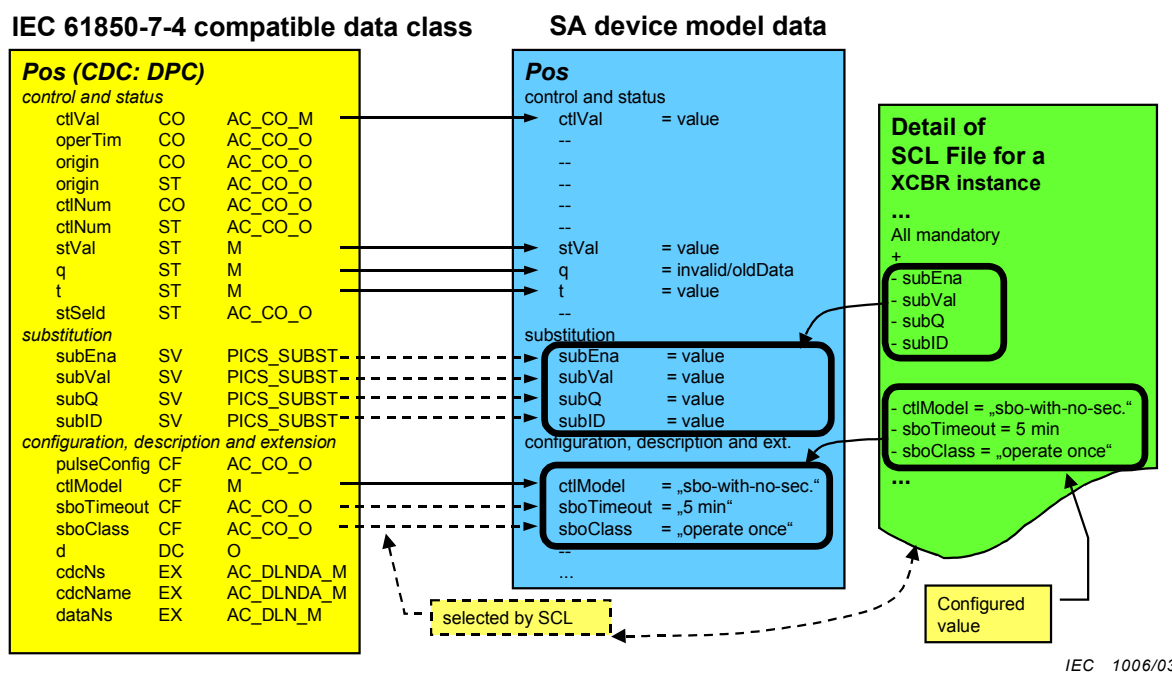 IEC 61850-7-4 compatible data class
Pos (CDC: DPC)
control and status
ctlVal CO AC_CO_M
operTim CO AC_CO_O
origin CO AC_CO_O
origin ST AC_CO_O
ctlNum CO AC_CO_O
ctlNum ST AC_CO_O
stVal ST M
q ST M
t ST M
stSeld ST AC_CO_O
substitution
subEna SV PICS_SUBST
subVal SV PICS_SUBST
subQ SV PICS_SUBST
subID SV PICS_SUBST
configuration, description and extension
pulseConfig CF AC_CO_O
ctlModel CF M
sboTimeout CF AC_CO_O
sboClass CF AC_CO_O
d DC O
cdcNs EX AC_DLNDA_M
cdcName EX AC_DLNDA_M
dataNs EX AC_DLN_M
SA device model data
Pos
control and status
ctlVal = value
--
--
--
--
--
stVal = value
q = invalid/oldData
t = value
--
substitution
subEna = value
subVal = value
subQ = value
subID = value
configuration, description and ext.
ctlModel = „sbo-with-no-sec.“
sboTimeout = „5 min“
sboClass = „operate once“
--
...
Detail of
SCL File for a
XCBR instance
...
All mandatory
+
- subEna
- subVal
- subQ
- subID
- ctlModel = „sbo-with-no-sec.“
- sboTimeout = 5 min
- sboClass = „operate once“
...
selected by SCL
Configured
value
IEC 1006/03